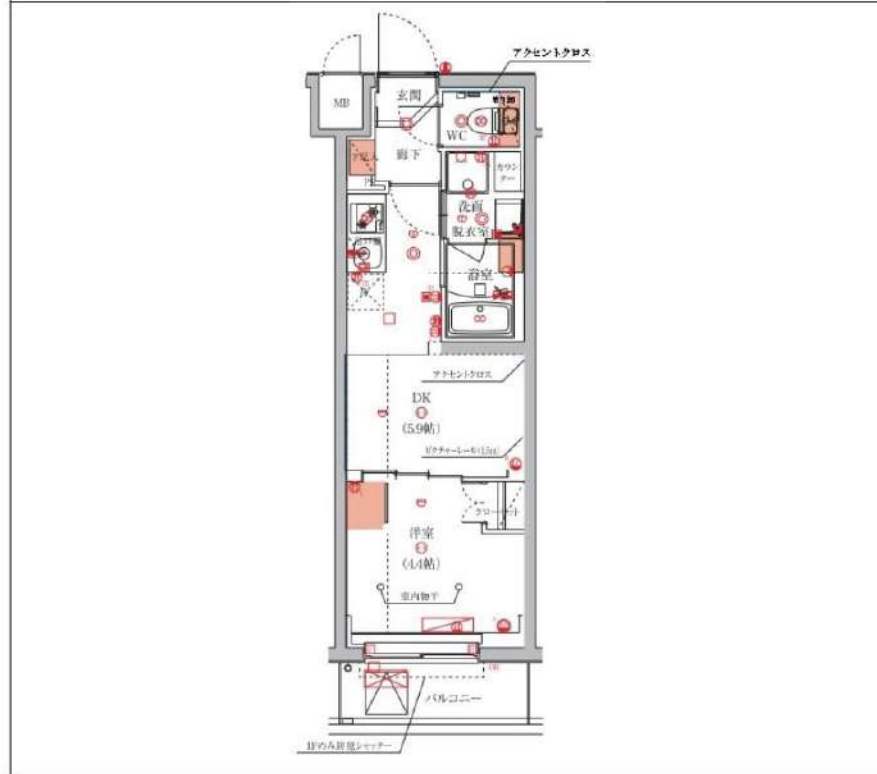 アクセントクロス
玄関
MB
WC
下足入
廊下
カウンター
洗面
脱衣室
浴室
アクセントクロス
DK
(5.9帖)
ピクチャーレール(1.5m)
クローゼット
洋室
(4.4帖)
室内物干
バルコニー
1Fのみ防犯シャッター